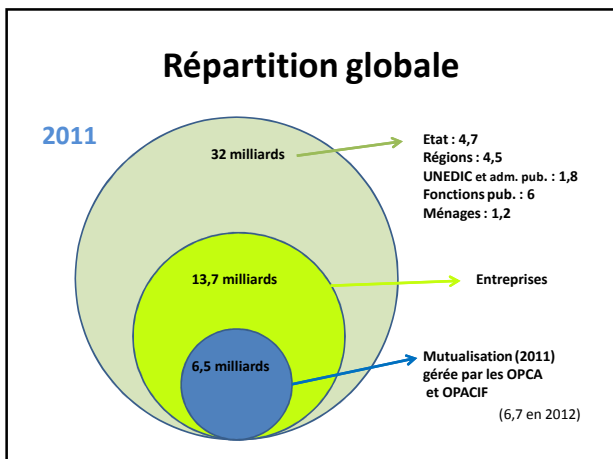 Répartition globale
2011
32 milliards
Etat : 4,7
Régions : 4,5
UNEDIC et adm. pub. : 1,8
Fonctions pub. : 6
Ménages : 1,2
13,7 milliards
Entreprises
6,5 milliards
Mutualisation (2011)
gérée par les OPCA
et OPACIF
(6,7 en 2012)